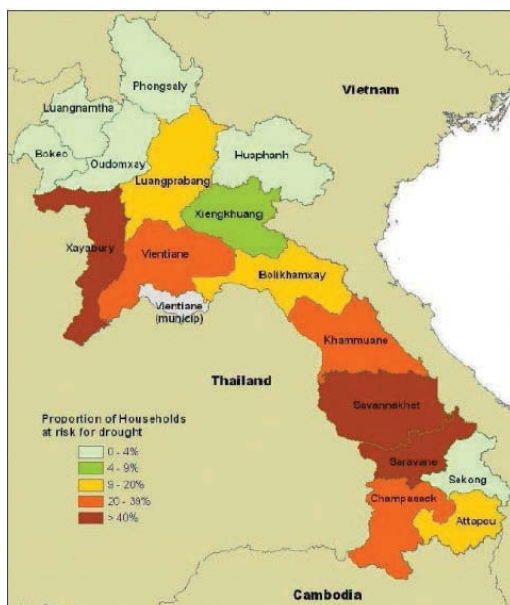 Phongsaly
Vietnam
Luangnamtha
Bokeo
Oudomxay
Huaphanh
Luangprabang
Xiengkhuang
Xayabury
Vientiane
Bolikhamxay
Vientiane
(municip)
Khammuane
Thailand
Savannakhet
Saravane
Sekong
Champasack
Attapeu
Proportion of Households
at risk for drought
0 - 4%
4 - 9%
9 - 20%
20 - 39%
> 40%
Cambodia